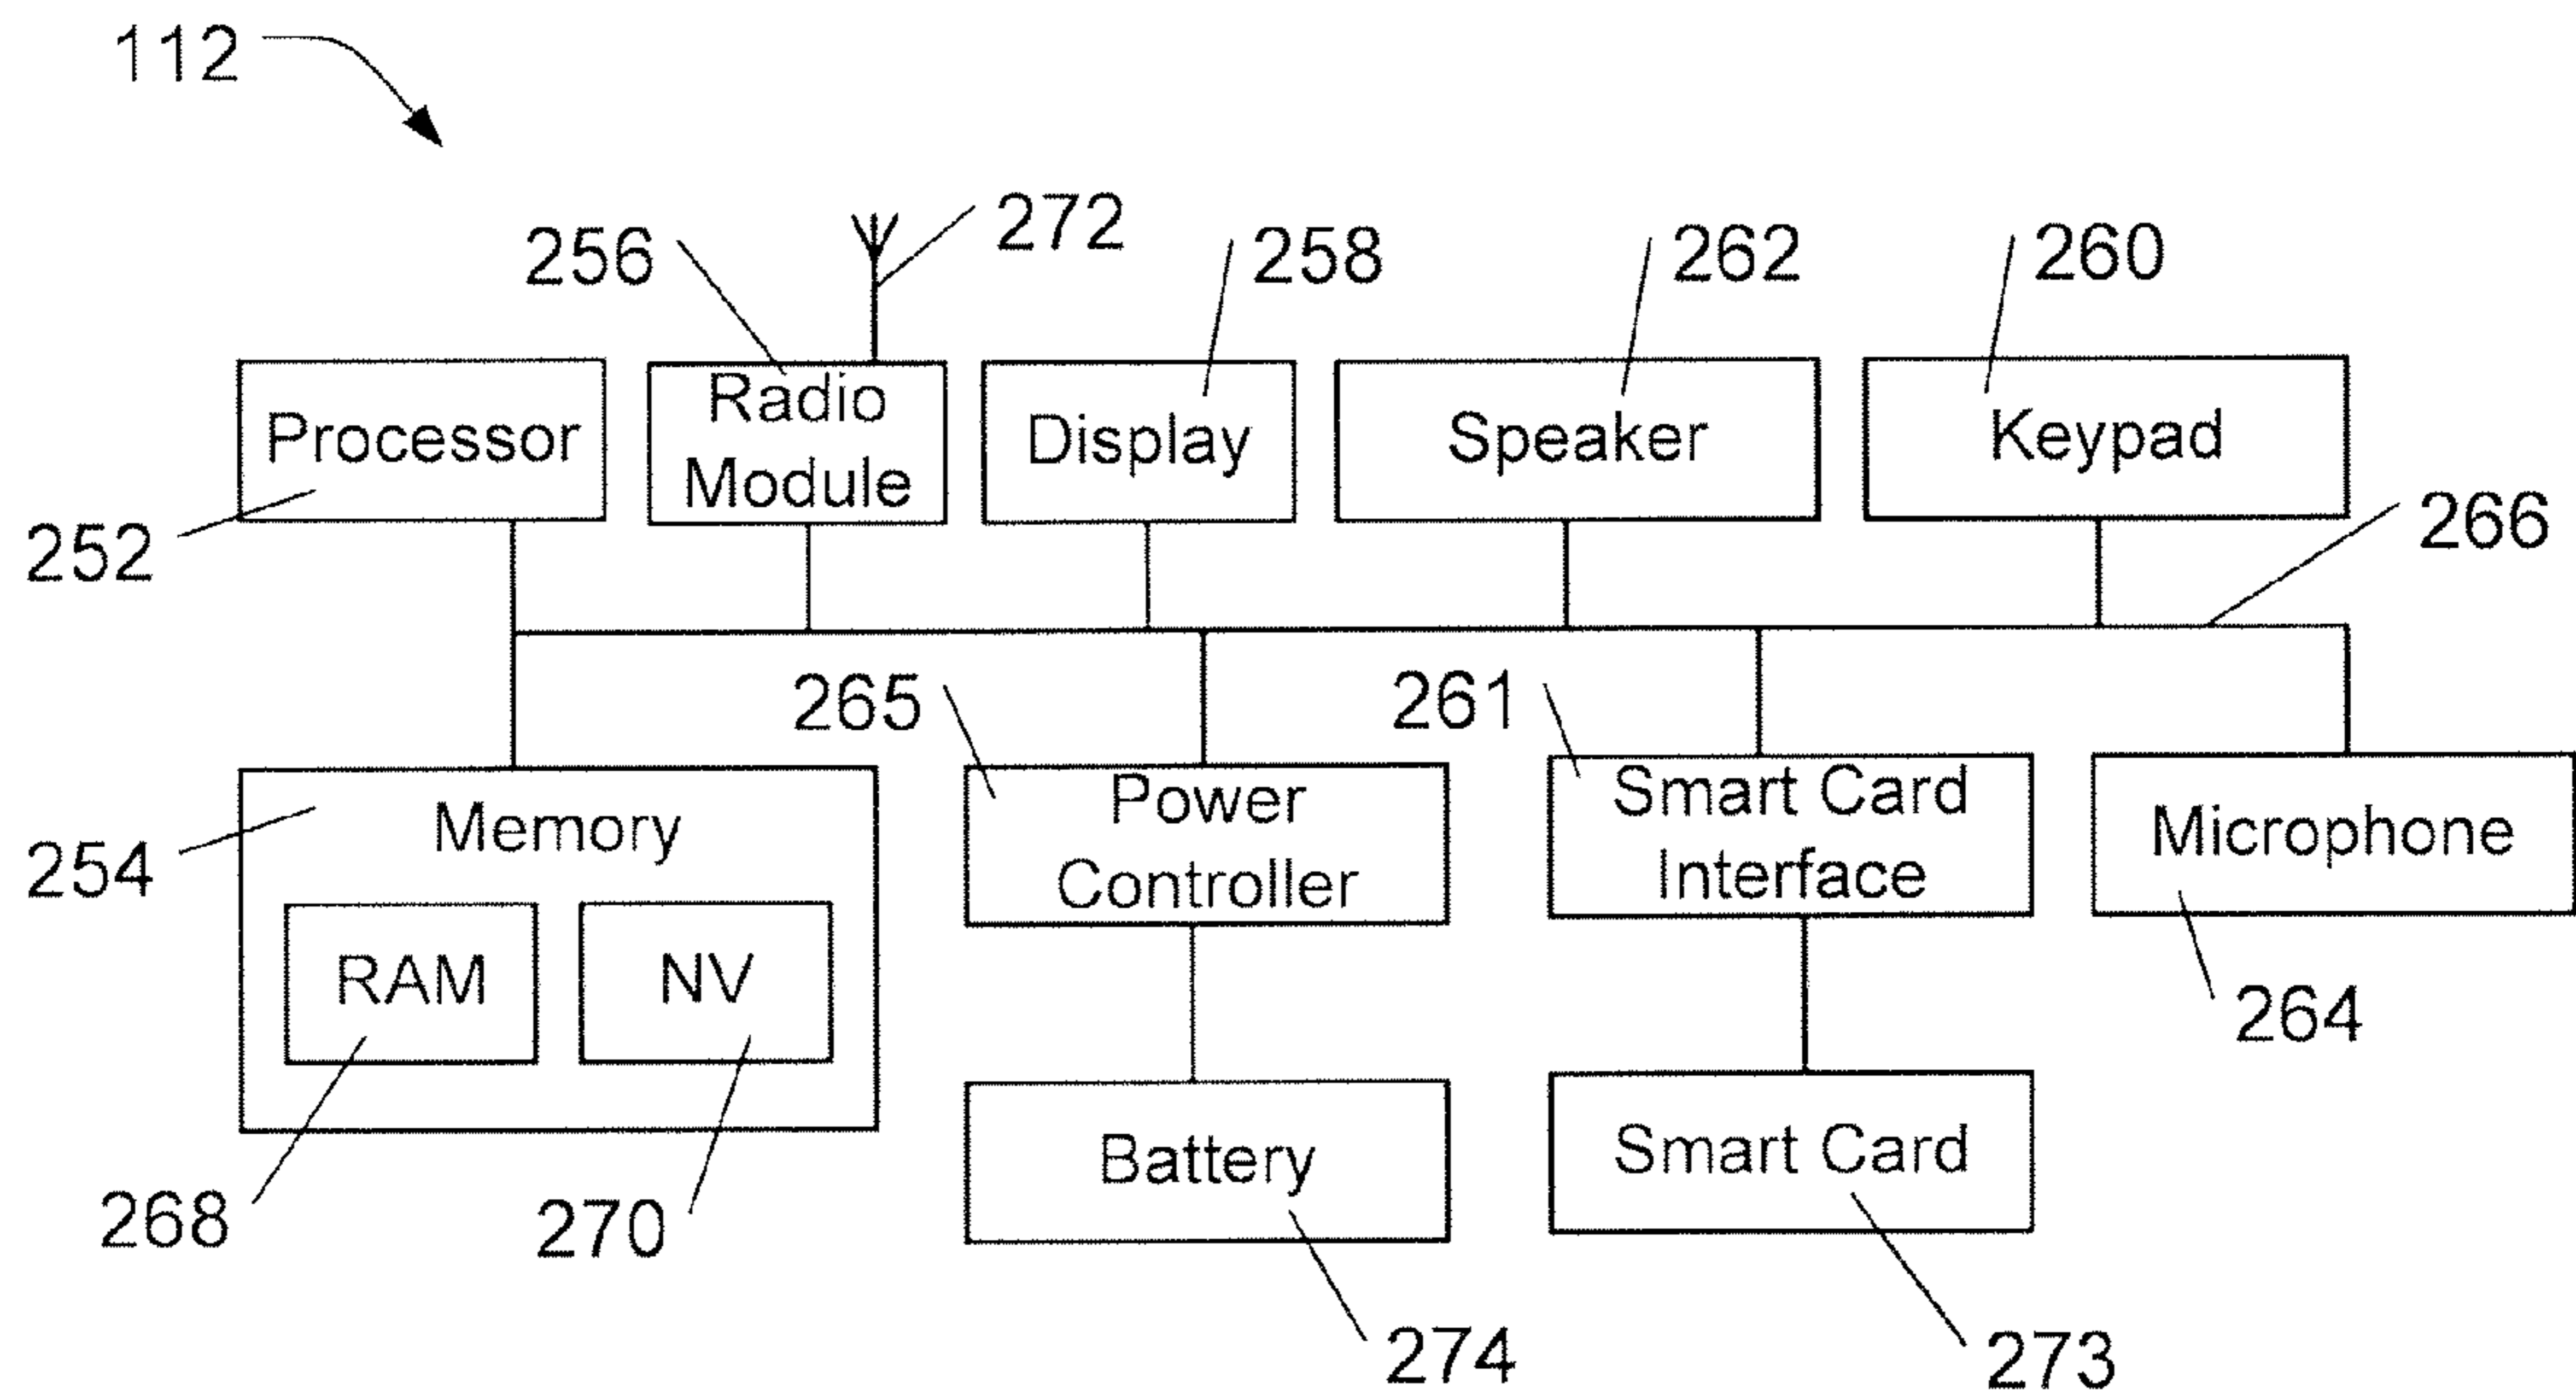 112
256
272
258
262
260
Processor
Radio
Module
Display
Speaker
Keypad
252
266
265
261
254
Memory
Power
Controller
Smart Card
Interface
Microphone
RAM
NV
264
268
270
Battery
Smart Card
274
273